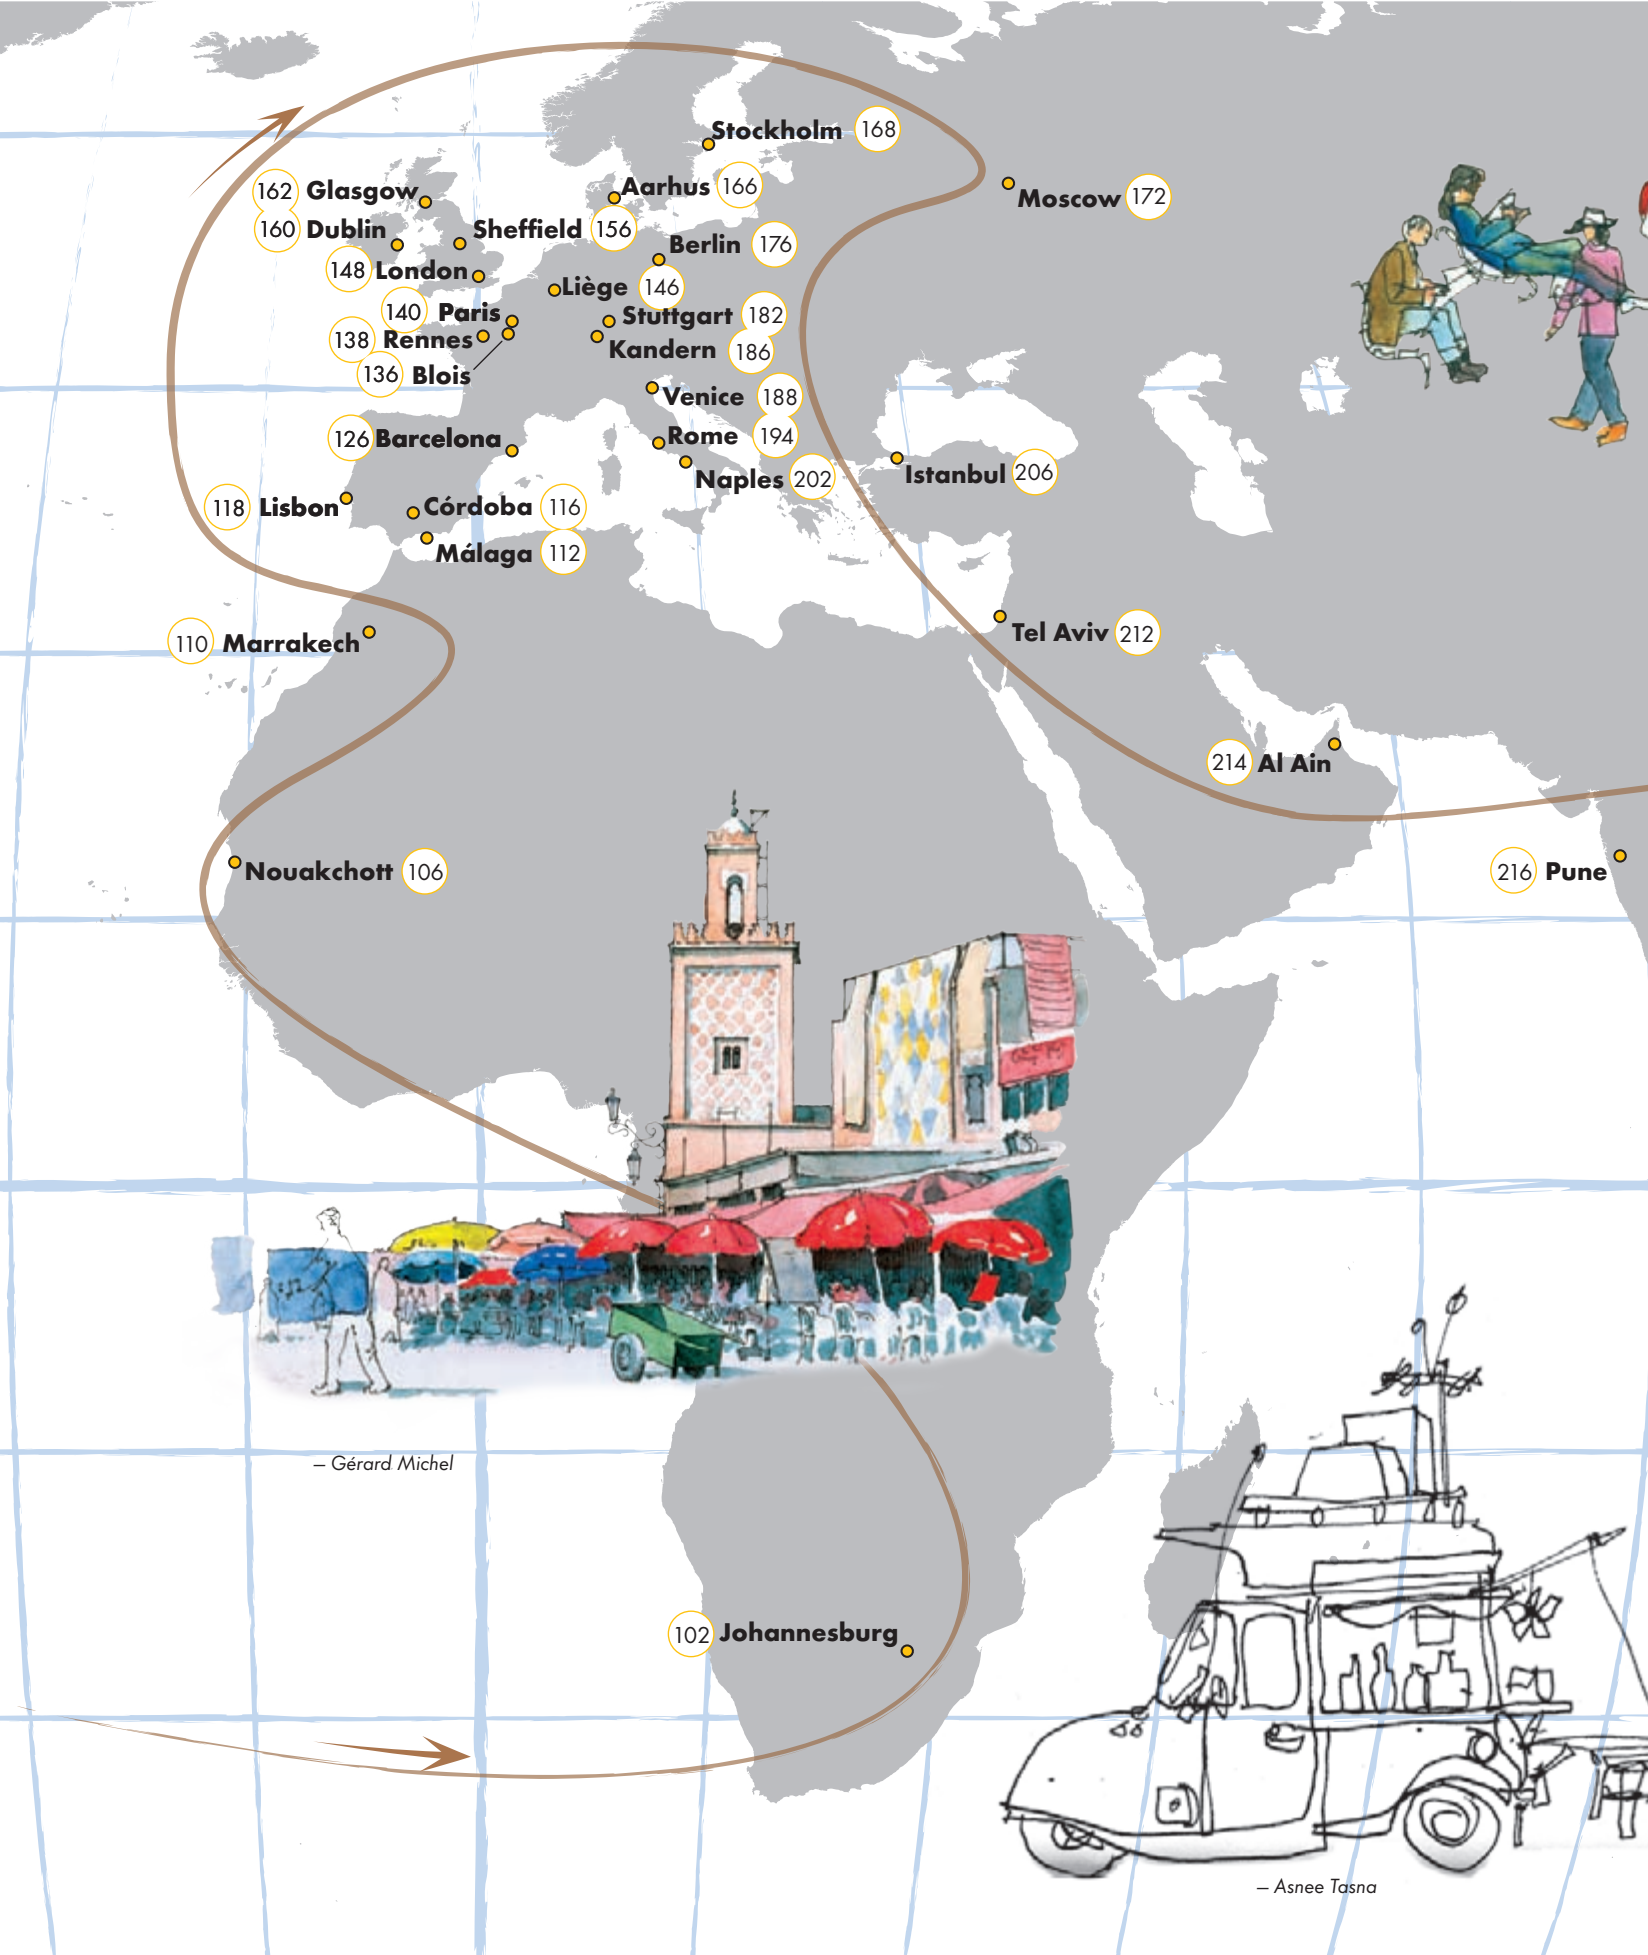 Stockholm 168
162 Glasgow
Aarhus 166
Moscow 172
160 Dublin
Sheffield 156
Berlin 176
148 London
Liège 146
140 Paris
Stuttgart 182
138 Rennes
Kandern 186
136 Blois
Venice 188
126 Barcelona
Rome 194
Istanbul 206
Naples 202
118 Lisbon
Córdoba 116
Málaga 112
110 Marrakech
Tel Aviv 212
214 Al Ain
Nouakchott 106
216 Pune
– Gérard Michel
102 Johannesburg
– Asnee Tasna